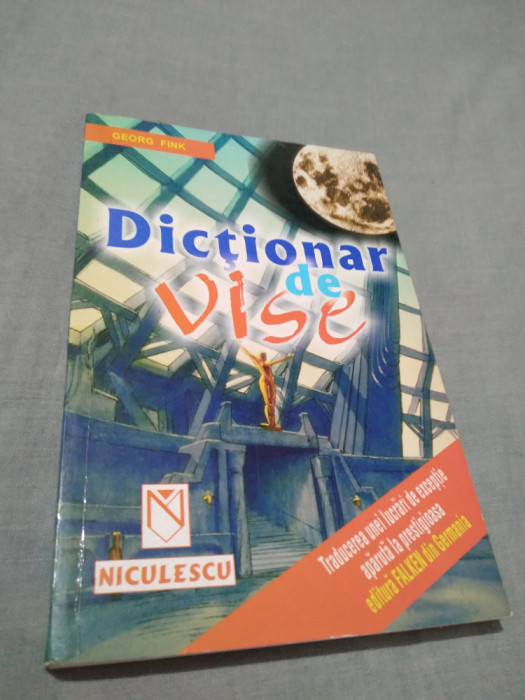 GEORG FINK
Dicționar
de
vise
Traducerea unei lucrări de excepție
apărută la prestigioasa
editură FALKEN din Germania
NICULESCU